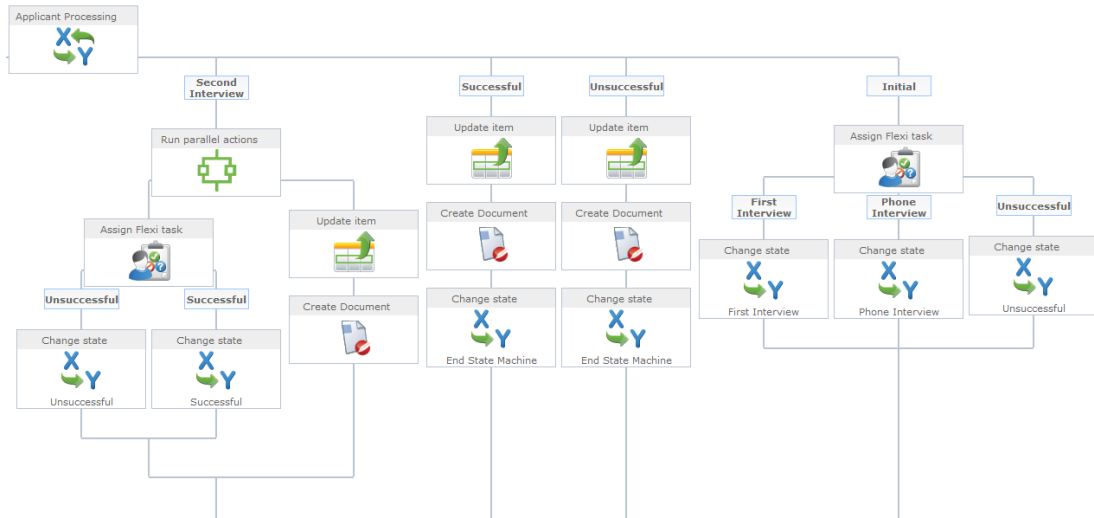 Applicant Processing
Second
Interview
Successful
Unsuccessful
Initial
Run parallel actions
Update item
Update item
Assign Flexi task
First
Interview
Phone
Interview
Unsuccessful
Assign Flexi task
Update item
Create Document
Create Document
Change state
First Interview
Change state
Phone Interview
Change state
Unsuccessful
Unsuccessful
Successful
Create Document
Change state
End State Machine
Change state
End State Machine
Change state
Unsuccessful
Change state
Successful